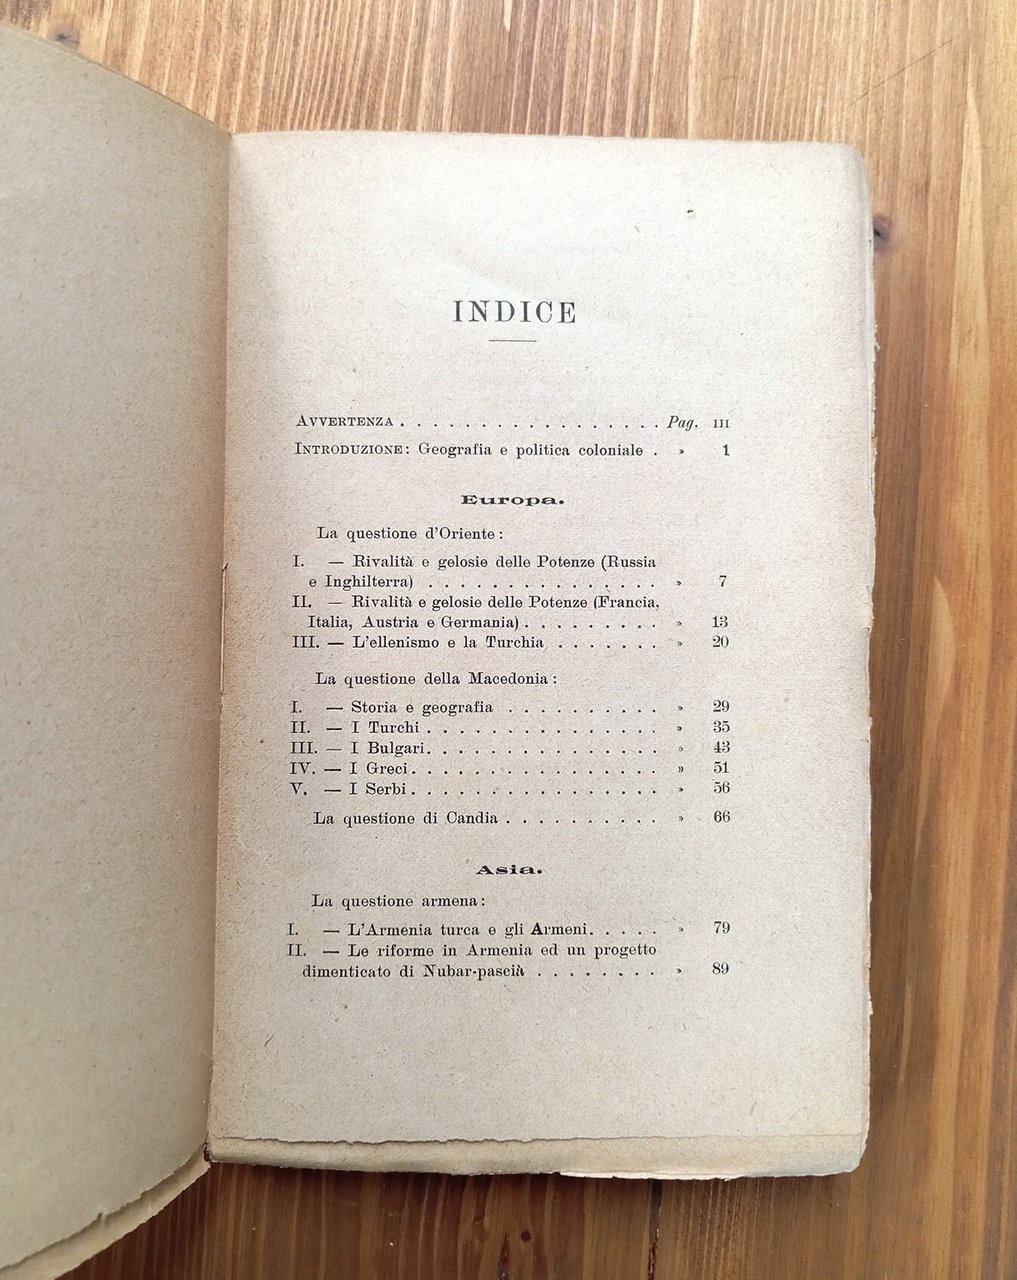 INDICE
AVVERTENZA . . . . . . . . . . . . . . . . . Pag. III
INTRODUZIONE: Geografia e politica coloniale . » 1
Europa.
La questione d'Oriente:
I. — Rivalità e gelosie delle Potenze (Russia
e Inghilterra) . . . . . . . . . . . . . . . » 7
II. — Rivalità e gelosie delle Potenze (Francia,
Italia, Austria e Germania) . . . . . . . . . » 13
III. — L'ellenismo e la Turchia . . . . . . . » 20
La questione della Macedonia:
I. — Storia e geografia . . . . . . . . . . » 29
II. — I Turchi . . . . . . . . . . . . . . . » 35
III. — I Bulgari. . . . . . . . . . . . . . . » 43
IV. — I Greci. . . . . . . . . . . . . . . . » 51
V. — I Serbi. . . . . . . . . . . . . . . . » 56
La questione di Candia . . . . . . . . . . » 66
Asia.
La questione armena:
I. — L'Armenia turca e gli Armeni. . . . . » 79
II. — Le riforme in Armenia ed un progetto
dimenticato di Nubar-pascià . . . . . . . . » 89